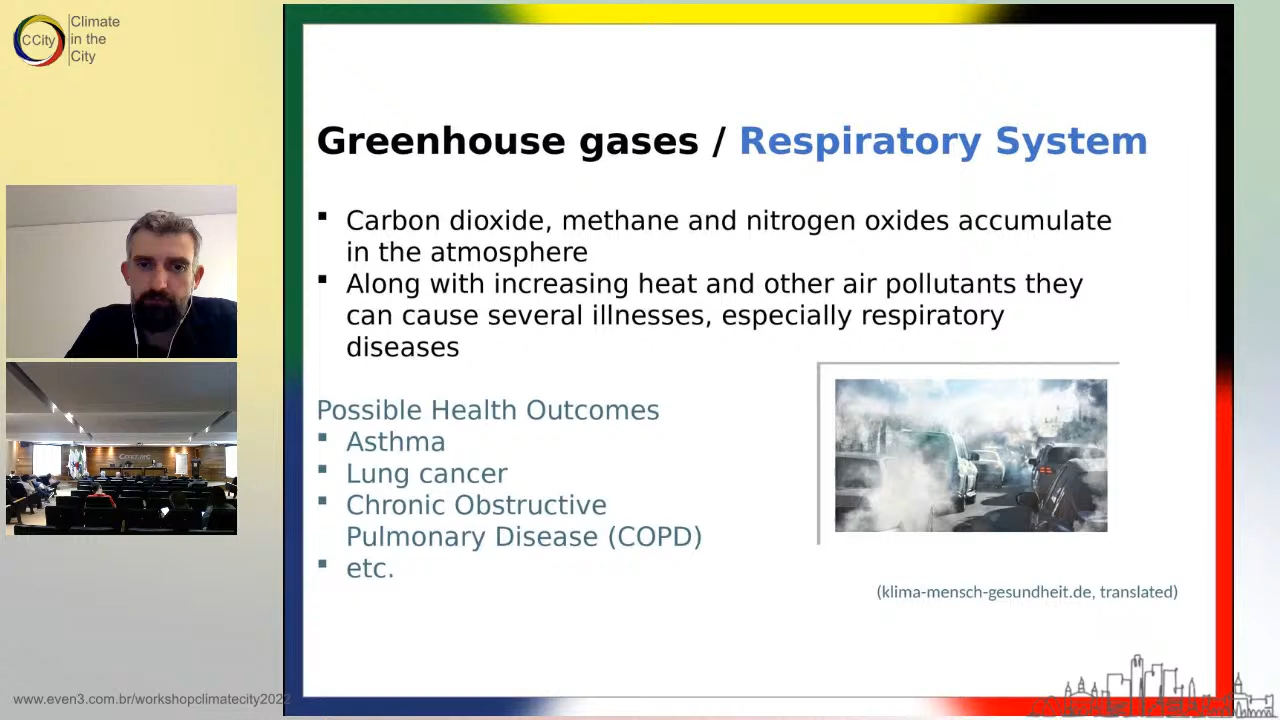 CCity
Climate
in the
City
Greenhouse gases / Respiratory System
▪ Carbon dioxide, methane and nitrogen oxides accumulate
in the atmosphere
▪ Along with increasing heat and other air pollutants they
can cause several illnesses, especially respiratory
diseases
Possible Health Outcomes
▪ Asthma
▪ Lung cancer
▪ Chronic Obstructive
Pulmonary Disease (COPD)
▪ etc.
(klima-mensch-gesundheit.de, translated)
www.even3.com.br/workshopclimatecity2022